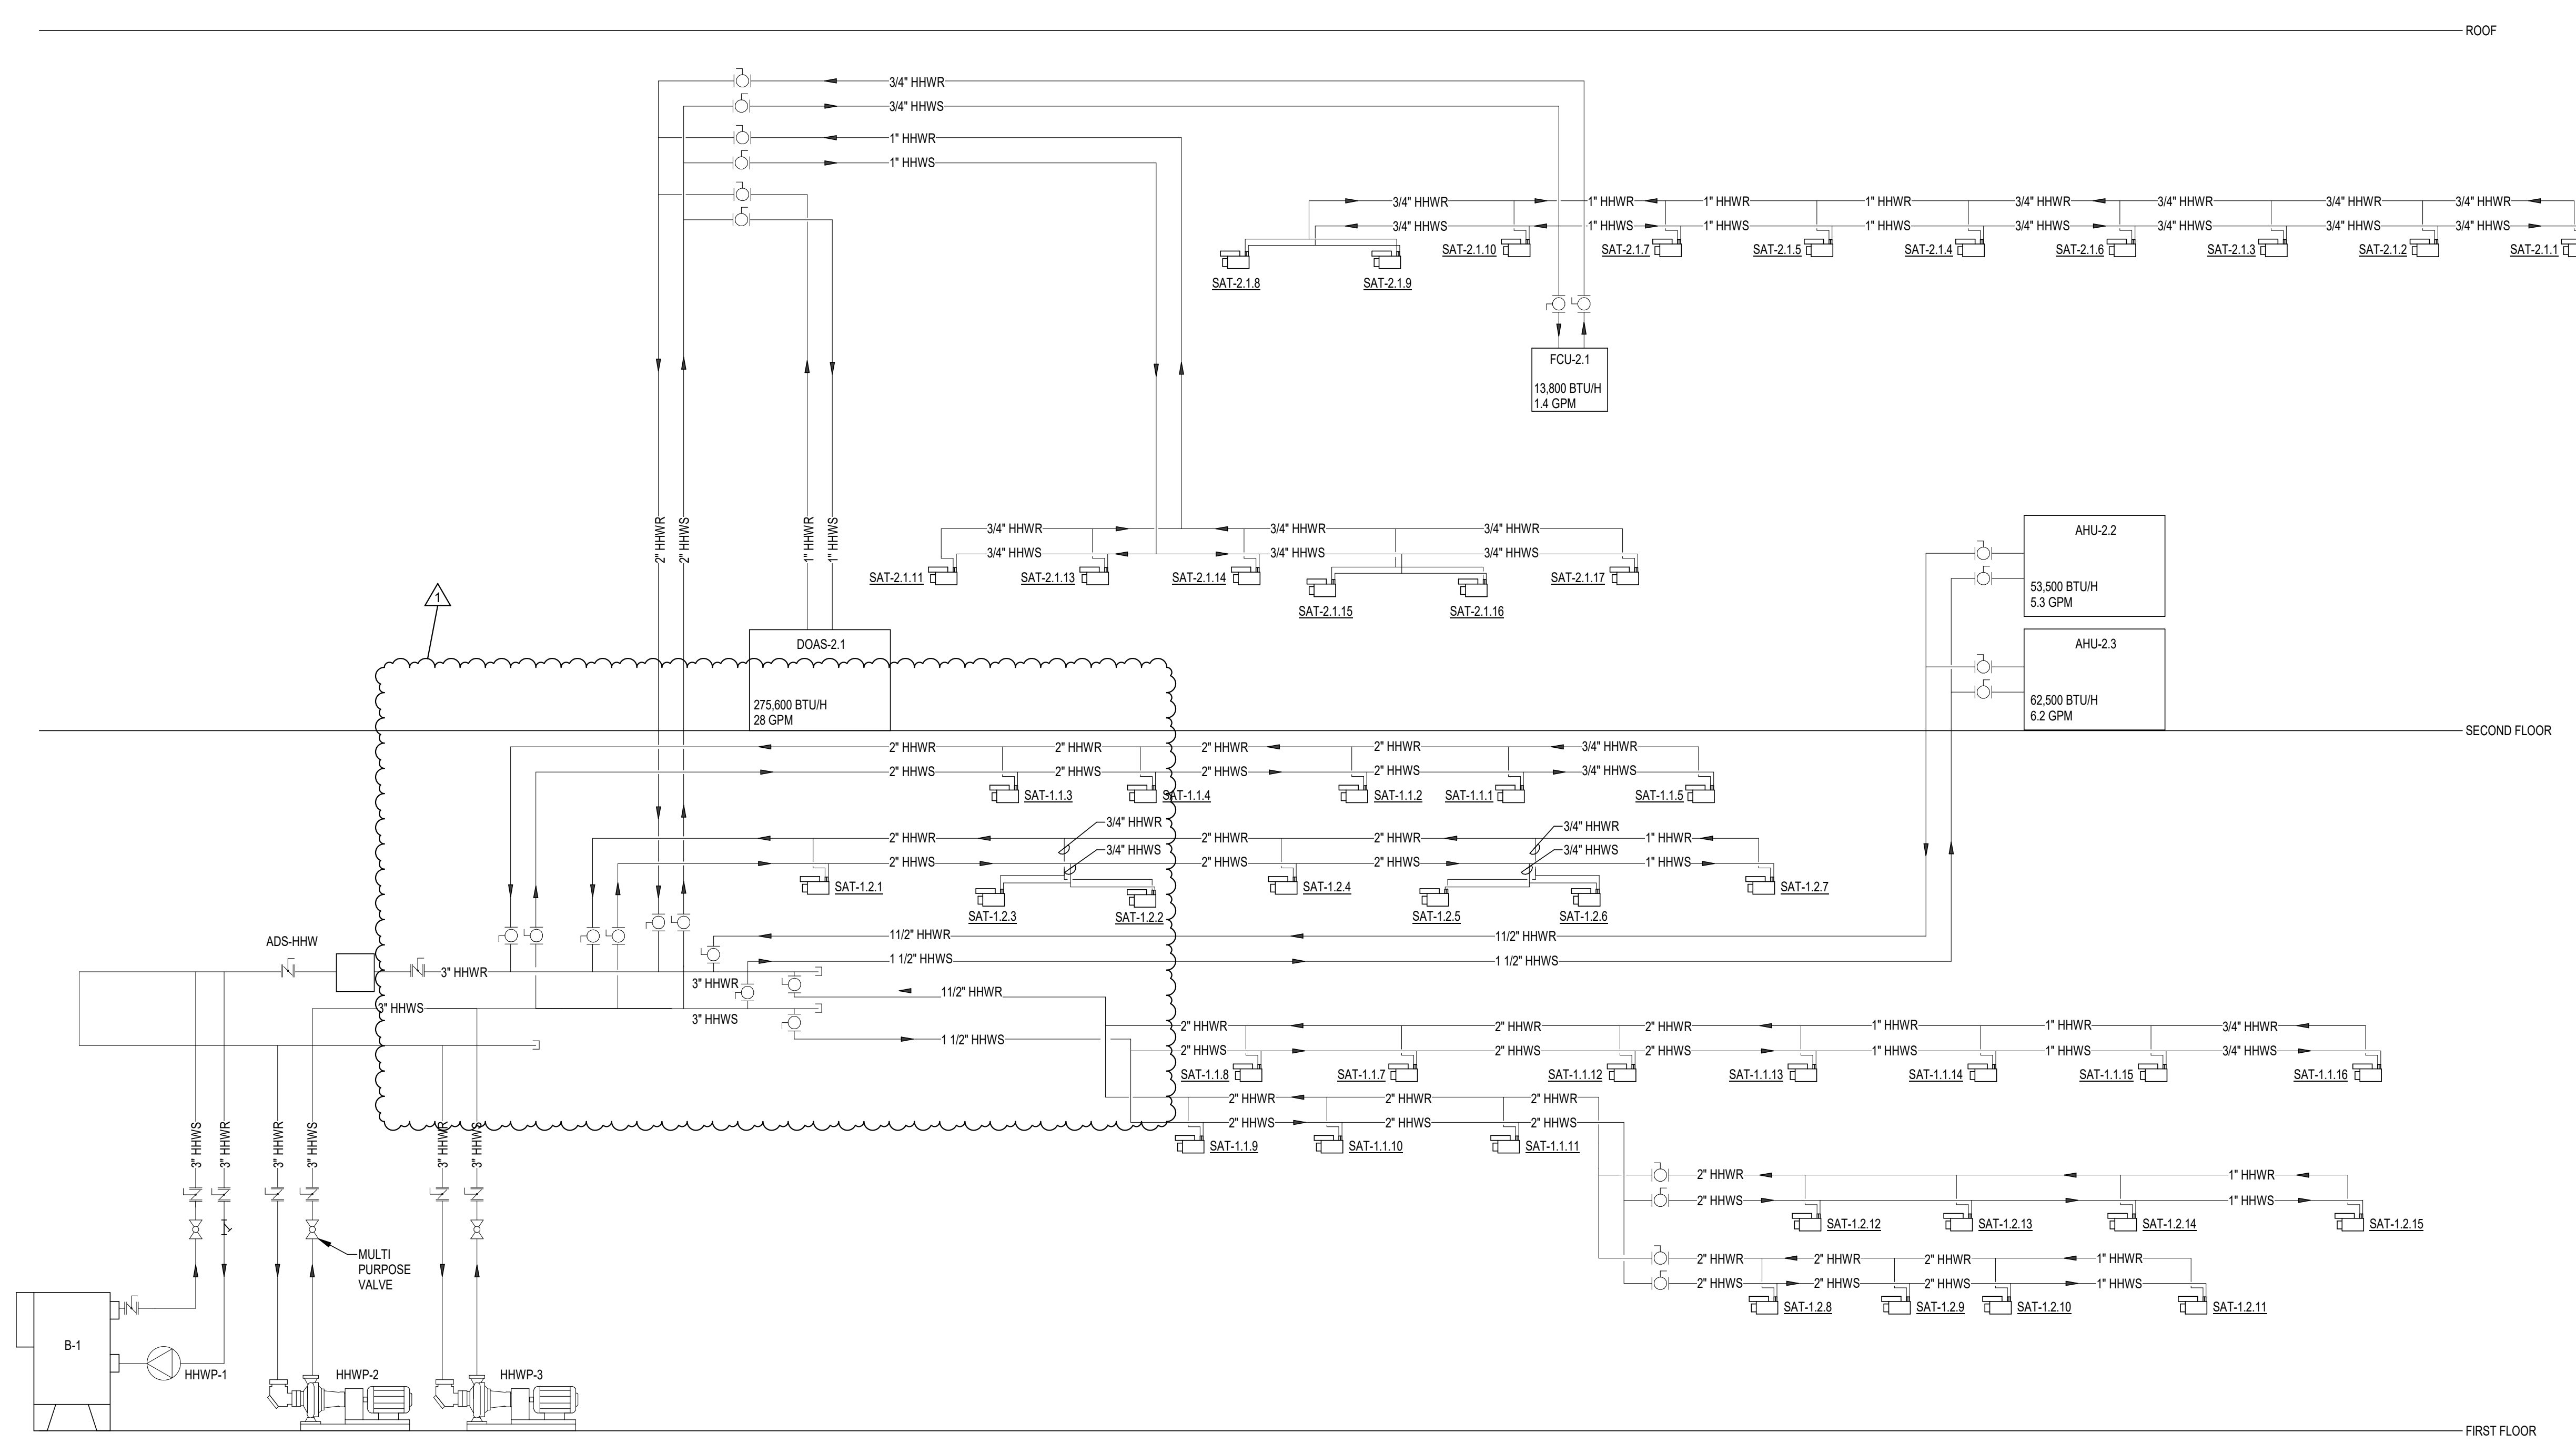 ROOF
3/4" HHWR
3/4" HHWS
1" HHWR
1" HHWS
3/4" HHWR 1" HHWR 1" HHWR 1" HHWR 3/4" HHWR 3/4" HHWR 3/4" HHWR 3/4" HHWR
3/4" HHWS 1" HHWS 1" HHWS 1" HHWS 3/4" HHWS 3/4" HHWS 3/4" HHWS 3/4" HHWS
SAT-2.1.10 SAT-2.1.7 SAT-2.1.5 SAT-2.1.4 SAT-2.1.6 SAT-2.1.3 SAT-2.1.2 SAT-2.1.1
SAT-2.1.8 SAT-2.1.9
FCU-2.1
13,800 BTU/H
1.4 GPM
2" HHWR
2" HHWS
1" HHWR
1" HHWS
3/4" HHWR 3/4" HHWR 3/4" HHWR
3/4" HHWS 3/4" HHWS 3/4" HHWS
SAT-2.1.11 SAT-2.1.13 SAT-2.1.14 SAT-2.1.17
SAT-2.1.15 SAT-2.1.16
AHU-2.2
53,500 BTU/H
5.3 GPM
1
DOAS-2.1
275,600 BTU/H
28 GPM
AHU-2.3
62,500 BTU/H
6.2 GPM
SECOND FLOOR
2" HHWR 2" HHWR 2" HHWR 2" HHWR 3/4" HHWR
2" HHWS 2" HHWS 2" HHWS 2" HHWS 3/4" HHWS
SAT-1.1.3 SAT-1.1.4 SAT-1.1.2 SAT-1.1.1 SAT-1.1.5
3/4" HHWR 3/4" HHWR
2" HHWR 2" HHWR 2" HHWR 1" HHWR
3/4" HHWS 3/4" HHWS
2" HHWS 2" HHWS 2" HHWS 1" HHWS
SAT-1.2.1 SAT-1.2.4 SAT-1.2.7
SAT-1.2.3 SAT-1.2.2 SAT-1.2.5 SAT-1.2.6
11/2" HHWR 11/2" HHWR
ADS-HHW
1 1/2" HHWS 1 1/2" HHWS
3" HHWR
3" HHWR
11/2" HHWR
3" HHWS
3" HHWS
2" HHWR 2" HHWR 2" HHWR 1" HHWR 1" HHWR 3/4" HHWR
1 1/2" HHWS
2" HHWS 2" HHWS 2" HHWS 1" HHWS 1" HHWS 3/4" HHWS
SAT-1.1.8 SAT-1.1.7 SAT-1.1.12 SAT-1.1.13 SAT-1.1.14 SAT-1.1.15 SAT-1.1.16
2" HHWR 2" HHWR 2" HHWR
2" HHWS 2" HHWS 2" HHWS
SAT-1.1.9 SAT-1.1.10 SAT-1.1.11
3" HHWS
3" HHWR
3" HHWR
3" HHWS
3" HHWR
3" HHWS
2" HHWR 1" HHWR
2" HHWS 1" HHWS
SAT-1.2.12 SAT-1.2.13 SAT-1.2.14 SAT-1.2.15
MULTI
PURPOSE
VALVE
2" HHWR 2" HHWR 2" HHWR 1" HHWR
2" HHWS 2" HHWS 2" HHWS 1" HHWS
SAT-1.2.8 SAT-1.2.9 SAT-1.2.10 SAT-1.2.11
B-1
HHWP-1
HHWP-2
HHWP-3
FIRST FLOOR